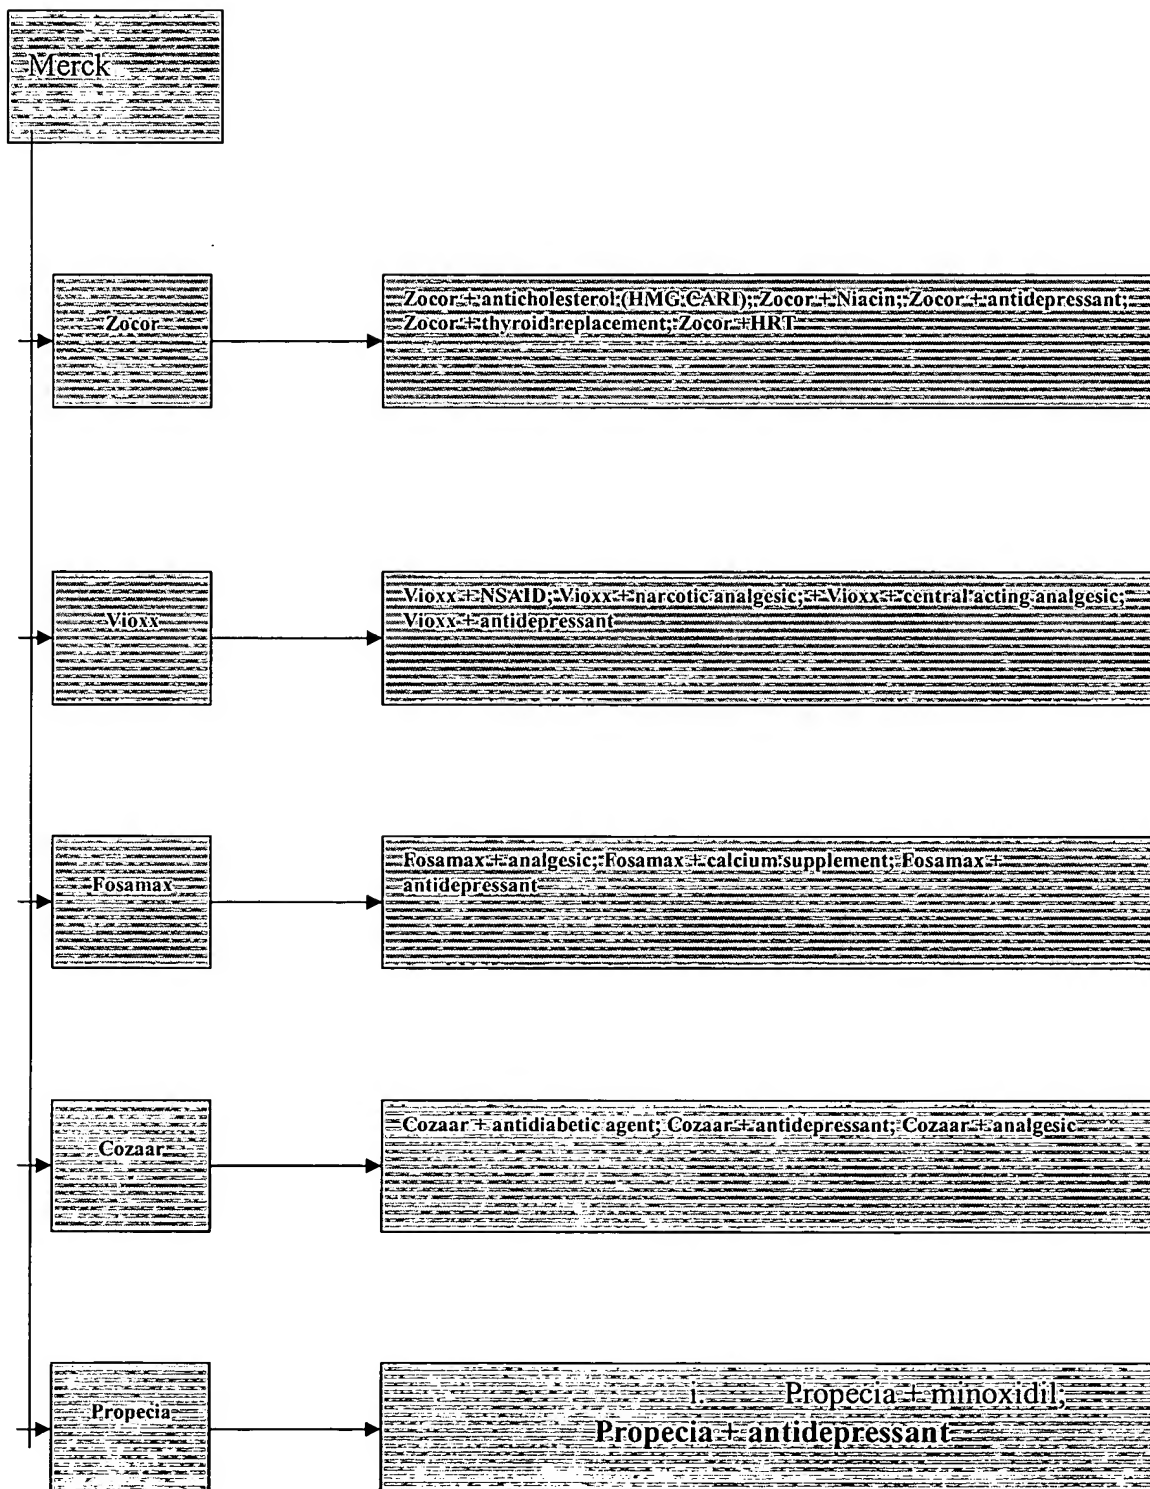 Merck
Zocor
Zocor + anticholesterol (HMG CARI); Zocor + Niacin; Zocor + antidepressant;
Zocor + thyroid replacement; Zocor + HRT
Vioxx
Vioxx + NSAID; Vioxx + narcotic analgesic; + Vioxx + central acting analgesic;
Vioxx + antidepressant
Fosamax
Fosamax + analgesic; Fosamax + calcium supplement; Fosamax +
antidepressant
Cozaar
Cozaar + antidiabetic agent; Cozaar + antidepressant; Cozaar + analgesic
Propecia
i. Propecia + minoxidil;
Propecia + antidepressant